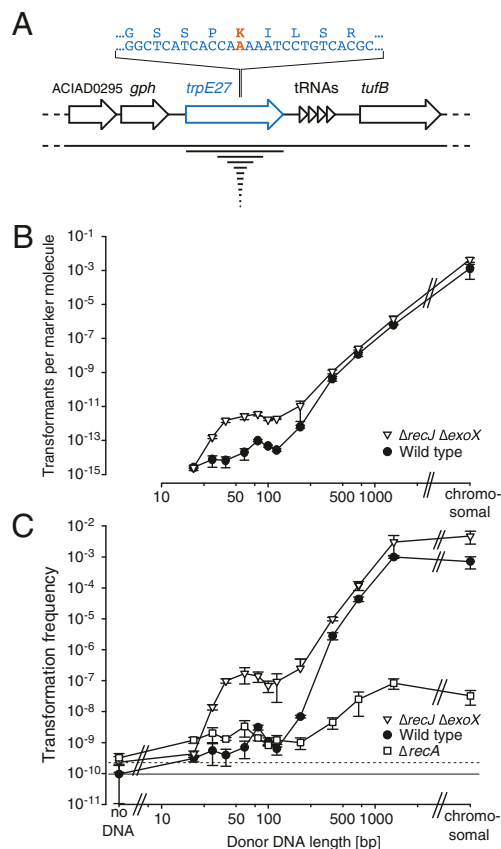 A
G S S P K I L S R
...GGCTCATCACCAAAAATCCTGTCACGC...
ACIAD0295 gph trpE27 tRNAs tufB
B
Transformants per marker molecule
10⁻¹
10⁻³
10⁻⁵
10⁻⁷
10⁻⁹
10⁻¹¹
10⁻¹³
10⁻¹⁵
ΔrecJ ΔexoX
Wild type
10 50 100 500 1000 chromo-
somal
C
Transformation frequency
10⁻²
10⁻³
10⁻⁴
10⁻⁵
10⁻⁶
10⁻⁷
10⁻⁸
10⁻⁹
10⁻¹⁰
10⁻¹¹
ΔrecJ ΔexoX
Wild type
ΔrecA
no DNA 10 50 100 500 1000 chromo-
somal
Donor DNA length [bp]